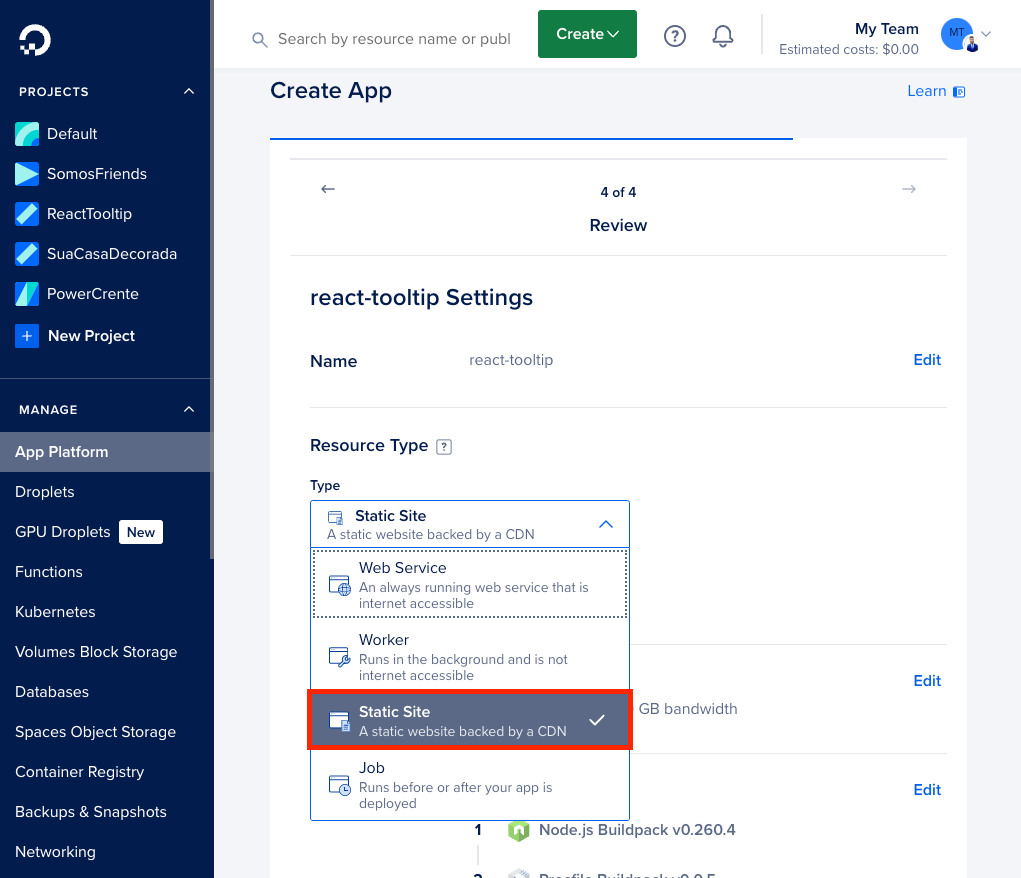 Search by resource name or publ
Create
?
My Team
Estimated costs: $0.00
MT
PROJECTS
Default
SomosFriends
ReactTooltip
SuaCasaDecorada
PowerCrente
+ New Project
MANAGE
App Platform
Droplets
GPU Droplets New
Functions
Kubernetes
Volumes Block Storage
Databases
Spaces Object Storage
Container Registry
Backups & Snapshots
Networking
Create App
Learn
← 4 of 4 →
Review
react-tooltip Settings
Name react-tooltip Edit
Resource Type ?
Type
Static Site
A static website backed by a CDN
Web Service
An always running web service that is
internet accessible
Worker
Runs in the background and is not
internet accessible
Edit
Static Site
GB bandwidth
A static website backed by a CDN
Job
Runs before or after your app is
deployed
Edit
1 Node.js Buildpack v0.260.4